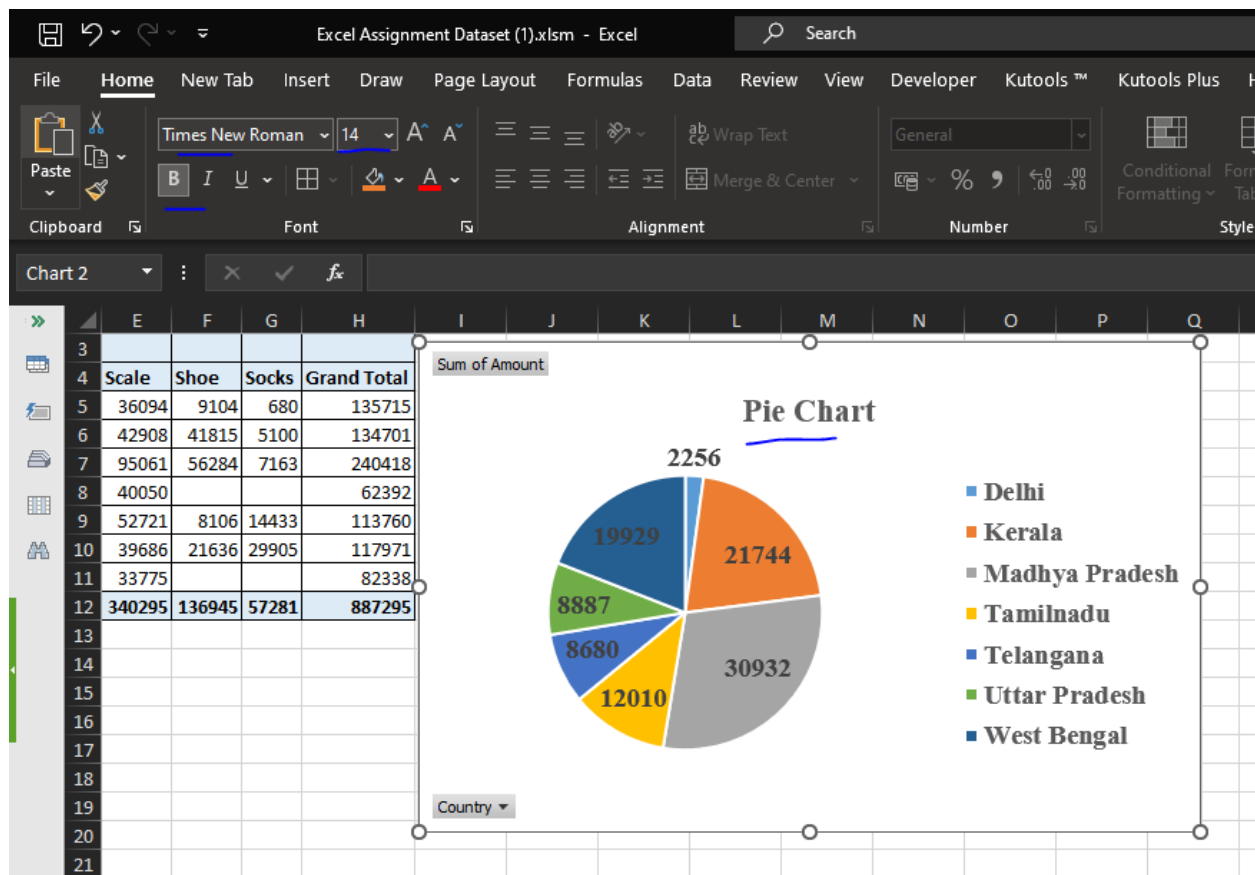 Excel Assignment Dataset (1).xlsm - Excel
Search
File Home New Tab Insert Draw Page Layout Formulas Data Review View Developer Kutools ™ Kutools Plus
Times New Roman 14 A A ab Wrap Text General
Paste B I U A Merge & Center % Conditional
Formatting
Clipboard Font Alignment Number Style
Chart 2 fx
E F G H I J K L M N O P Q
3
4 Scale Shoe Socks Grand Total
5 36094 9104 680 135715
6 42908 41815 5100 134701
7 95061 56284 7163 240418
8 40050 62392
9 52721 8106 14433 113760
10 39686 21636 29905 117971
11 33775 82338
12 340295 136945 57281 887295
13
14
15
16
17
18
19
20
21
Sum of Amount
Pie Chart
2256
21744
30932
12010
8680
8887
19929
Delhi
Kerala
Madhya Pradesh
Tamilnadu
Telangana
Uttar Pradesh
West Bengal
Country